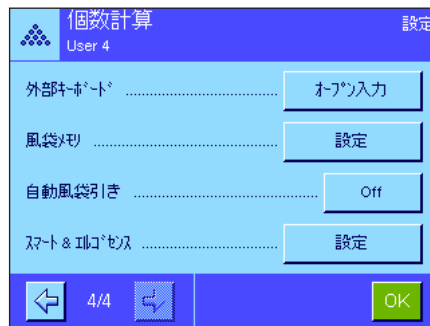 個数計算
設定
User 4
外部ｷｰﾎﾞｰﾄﾞ ........................................ ｵｰﾌﾟﾝ入力
風袋ﾒﾓﾘ ........................................ 設定
自動風袋引き ........................................ Off
ｽﾏｰﾄ & ｴﾙｺﾞｾﾝｽ ........................................ 設定
4/4
OK